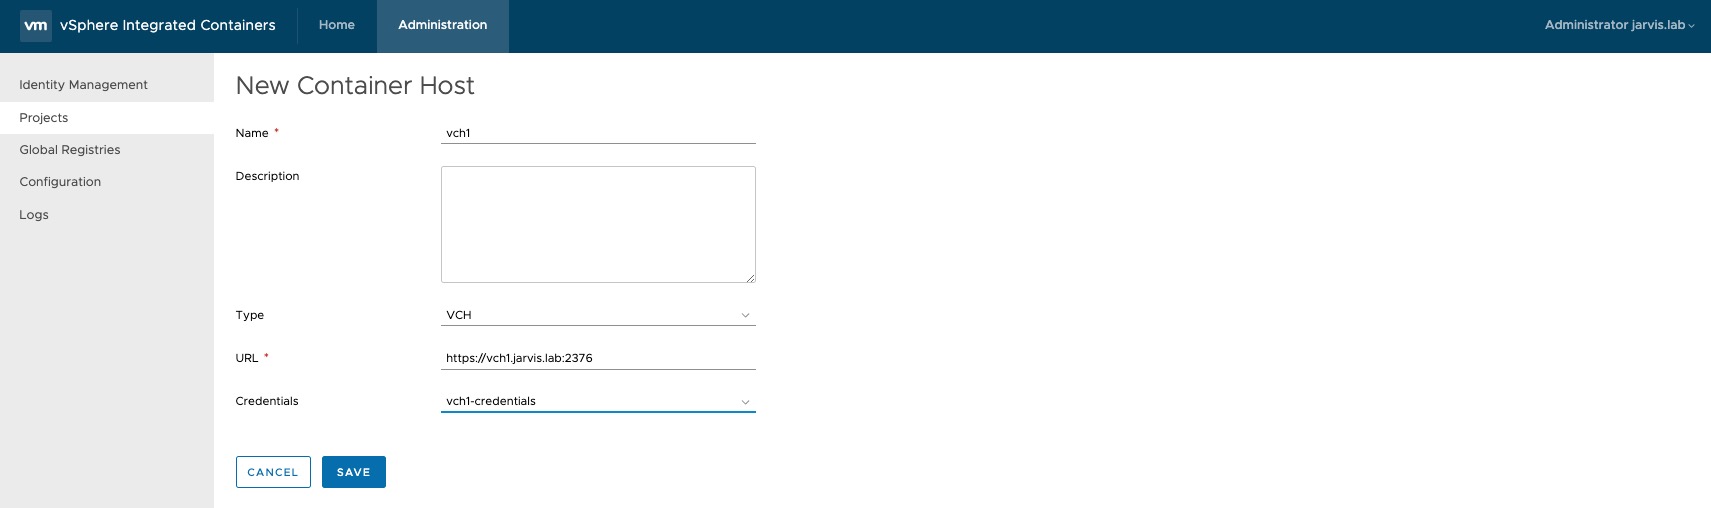 vm vSphere Integrated Containers Home Administration Administrator jarvis.lab
Identity Management
Projects
Global Registries
Configuration
Logs
New Container Host
Name * vch1
Description
Type VCH
URL * https://vch1.jarvis.lab:2376
Credentials vch1-credentials
CANCEL SAVE